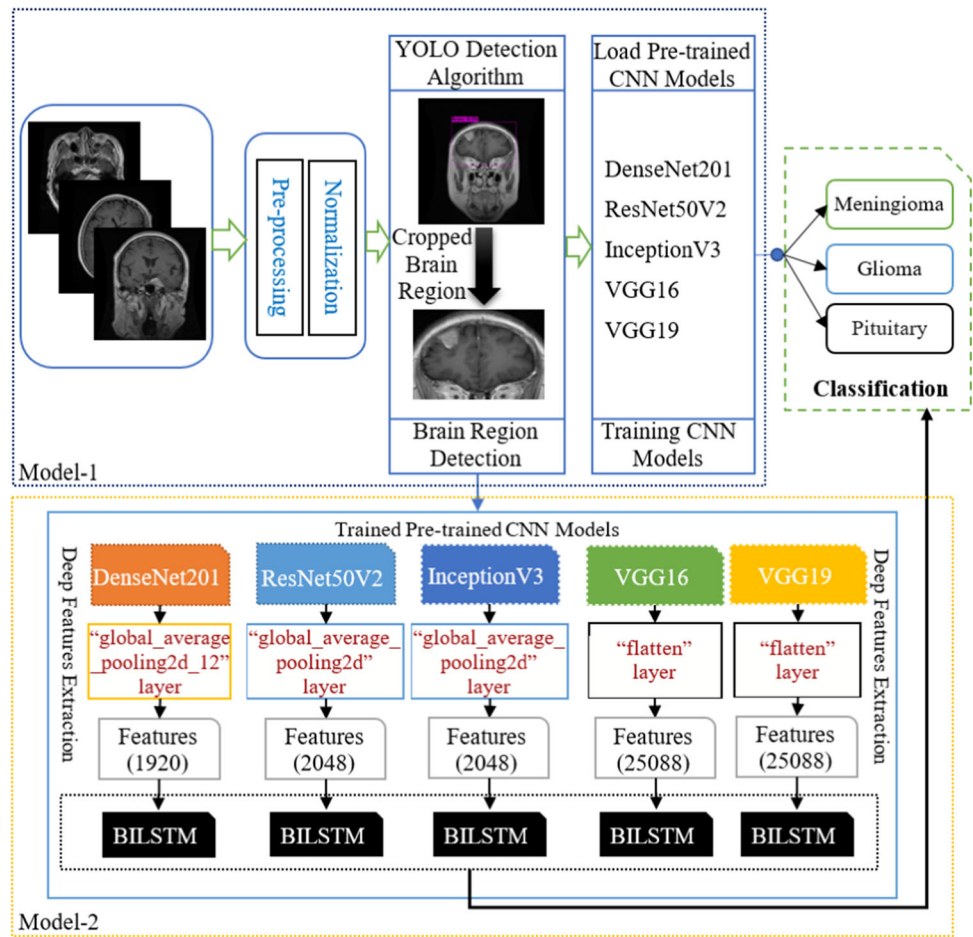 YOLO Detection
Algorithm
Load Pre-trained
CNN Models
Pre-processing
Normalization
Cropped
Brain
Region
DenseNet201
ResNet50V2
InceptionV3
VGG16
VGG19
Meningioma
Glioma
Pituitary
Classification
Brain Region
Detection
Training CNN
Models
Model-1
Trained Pre-trained CNN Models
Deep Features Extraction
DenseNet201
ResNet50V2
InceptionV3
VGG16
VGG19
Deep Features Extraction
“global_average
_pooling2d_12”
layer
“global_average_
pooling2d”
layer
“global_average_
pooling2d”
layer
“flatten”
layer
“flatten”
layer
Features
(1920)
Features
(2048)
Features
(2048)
Features
(25088)
Features
(25088)
BILSTM
BILSTM
BILSTM
BILSTM
BILSTM
Model-2